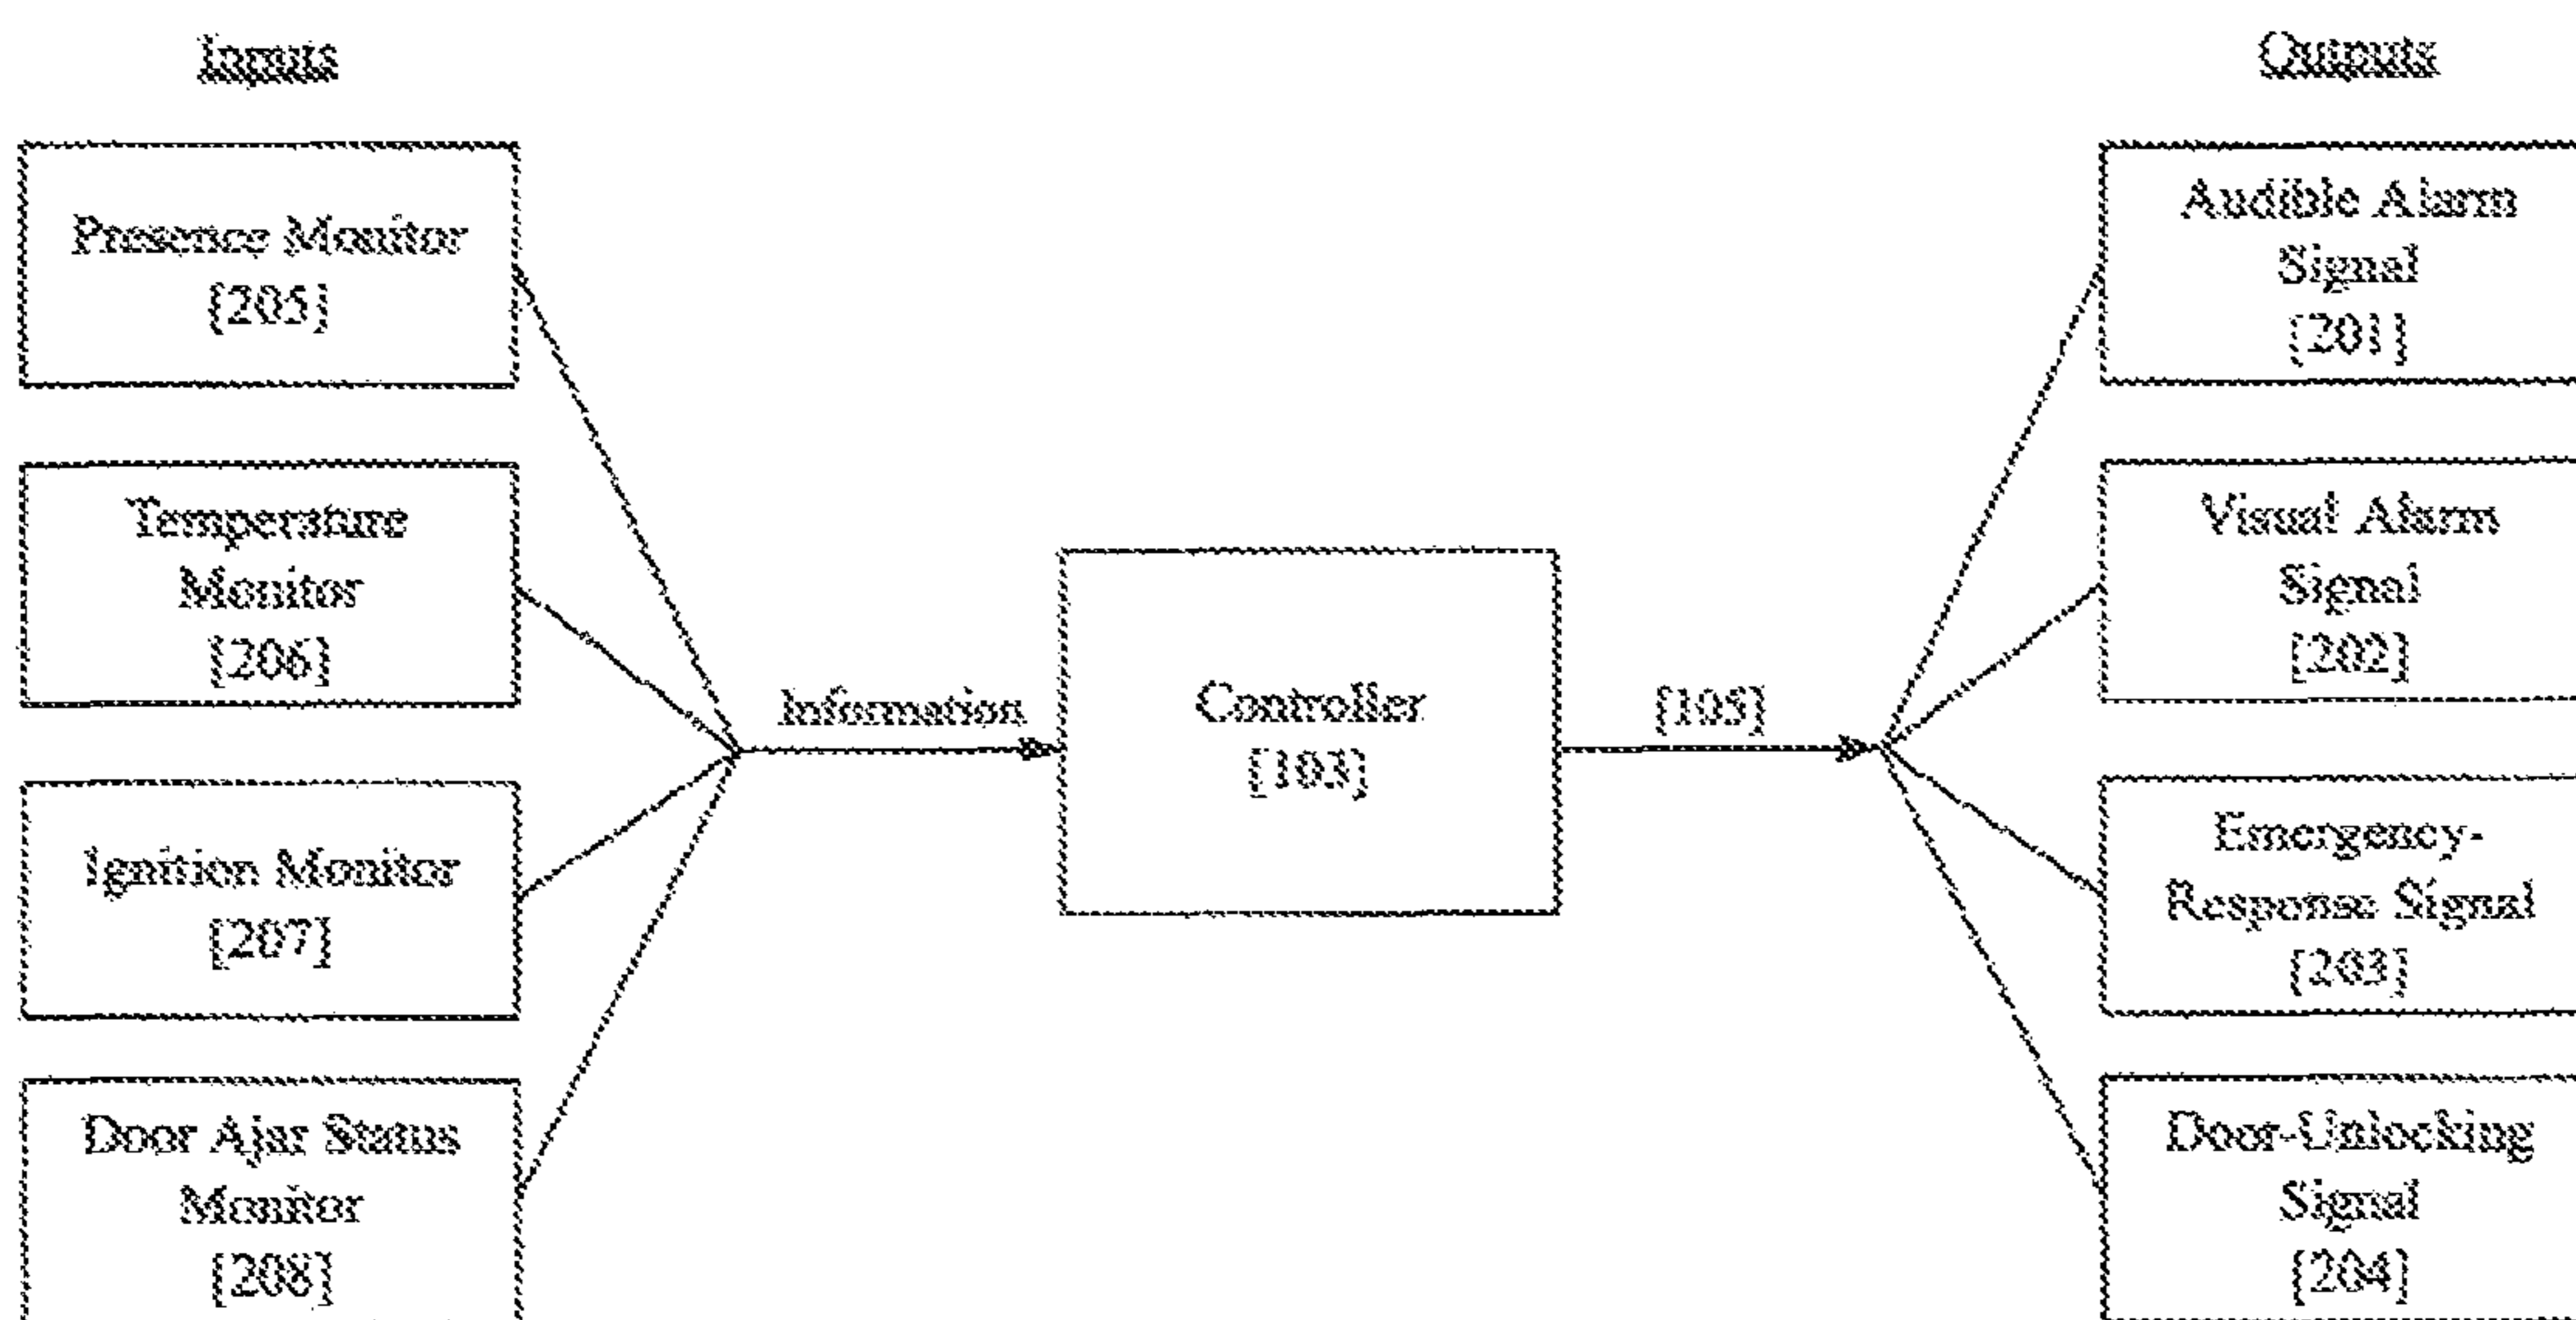 Inputs
Outputs
Presence Monitor
[205]
Temperature
Monitor
[206]
Ignition Monitor
[207]
Door Ajar Status
Monitor
[208]
Information
Controller
[103]
[105]
Audible Alarm
Signal
[201]
Visual Alarm
Signal
[202]
Emergency-
Response Signal
[203]
Door-Unlocking
Signal
[204]